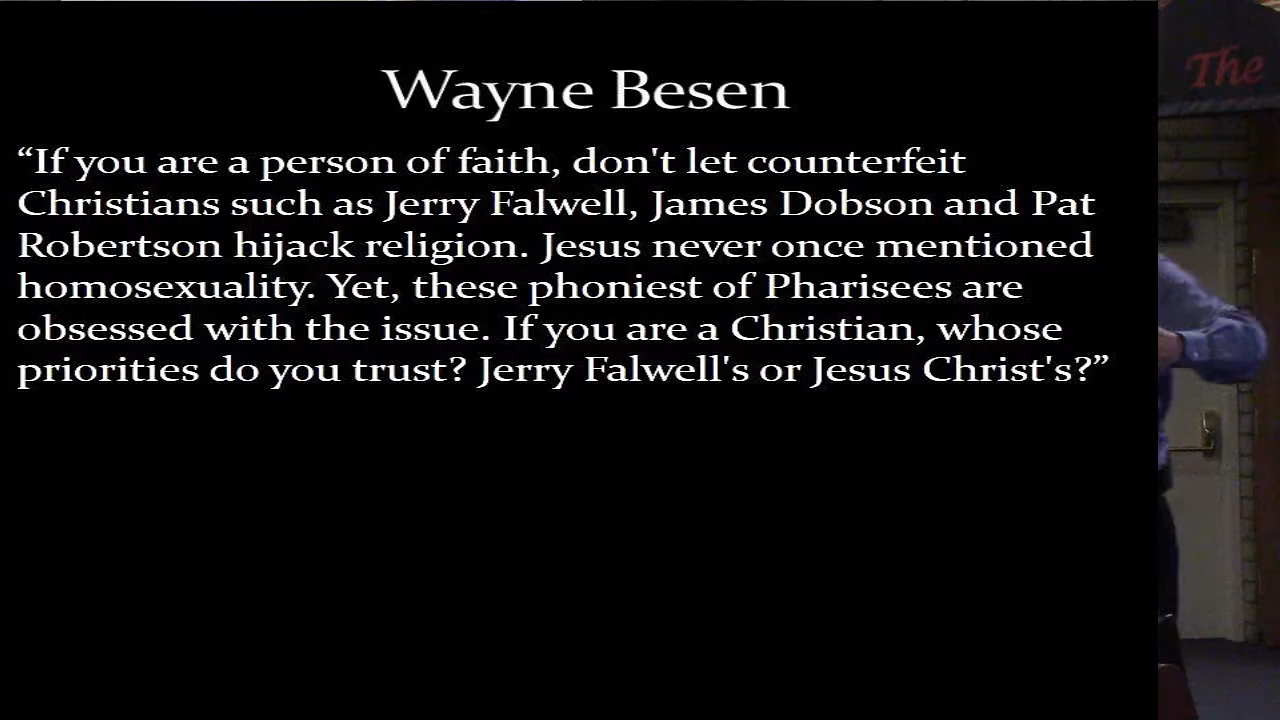 Wayne Besen
“If you are a person of faith, don't let counterfeit
Christians such as Jerry Falwell, James Dobson and Pat
Robertson hijack religion. Jesus never once mentioned
homosexuality. Yet, these phoniest of Pharisees are
obsessed with the issue. If you are a Christian, whose
priorities do you trust? Jerry Falwell's or Jesus Christ's?”
The